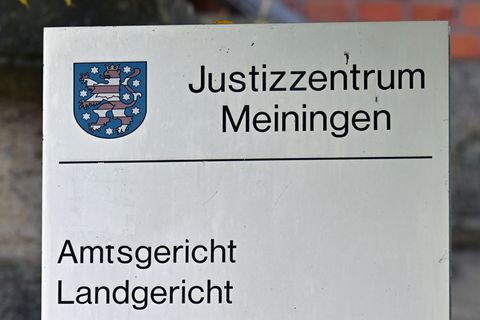 Justizzentrum
Meiningen
Amtsgericht
Landgericht